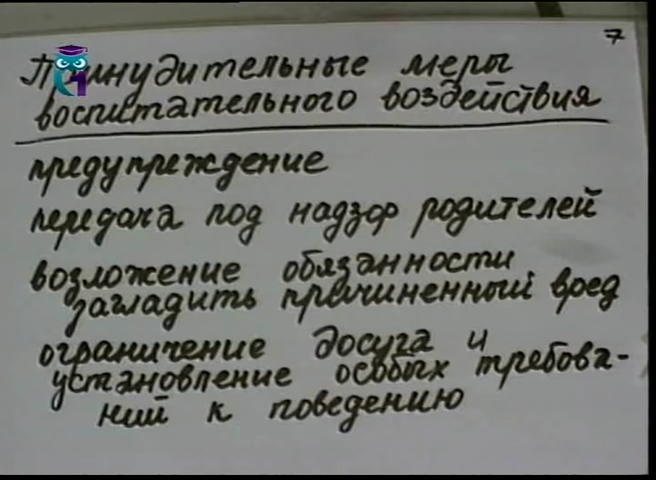 7
Принудительные меры
воспитательного воздействия
предупреждение
передача под надзор родителей
возложение обязанности
загладить причиненный вред
ограничение досуга и
установление особых требова-
ний к поведению